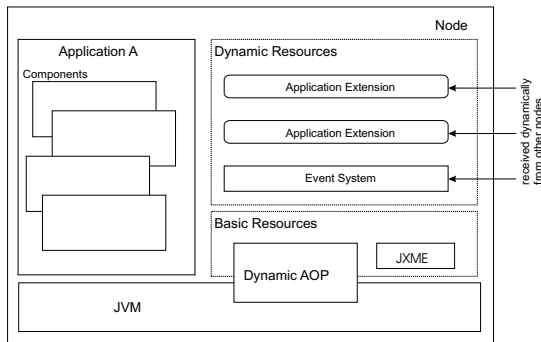 Node
Application A
Components
Dynamic Resources
Application Extension
Application Extension
Event System
received dynamically
from other nodes
Basic Resources
Dynamic AOP
JXME
JVM